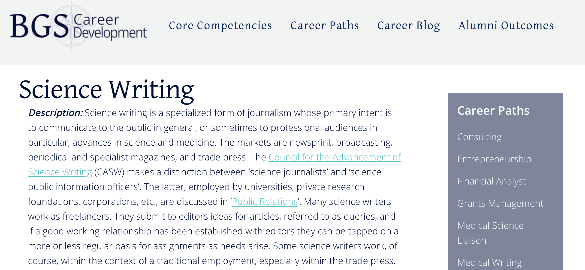 BGS Career Development
Core Competencies Career Paths Career Blog Alumni Outcomes
Science Writing
Description: Science writing is a specialized form of journalism whose primary intent is
to communicate to the public in general, or sometimes to professional audiences in
particular, advances in science and medicine. The markets are newsprint, broadcasting,
periodical and specialist magazines, and trade press. The Council for the Advancement of
Science Writing (CASW) makes a distinction between 'science journalists' and 'science
public information officers'. The latter, employed by universities, private research
foundations, corporations, etc., are discussed in 'Public Relations'. Many science writers
work as freelancers. They submit to editors ideas for articles, referred to as queries, and
if a good working relationship has been established with editors they can be tapped on a
more or less regular basis for assignments as needs arise. Some science writers work, of
course, within the context of a traditional employment, especially within the trade press.
Career Paths
Consulting
Entrepreneurship
Financial Analyst
Grants Management
Medical Science
Liaison
Medical Writing